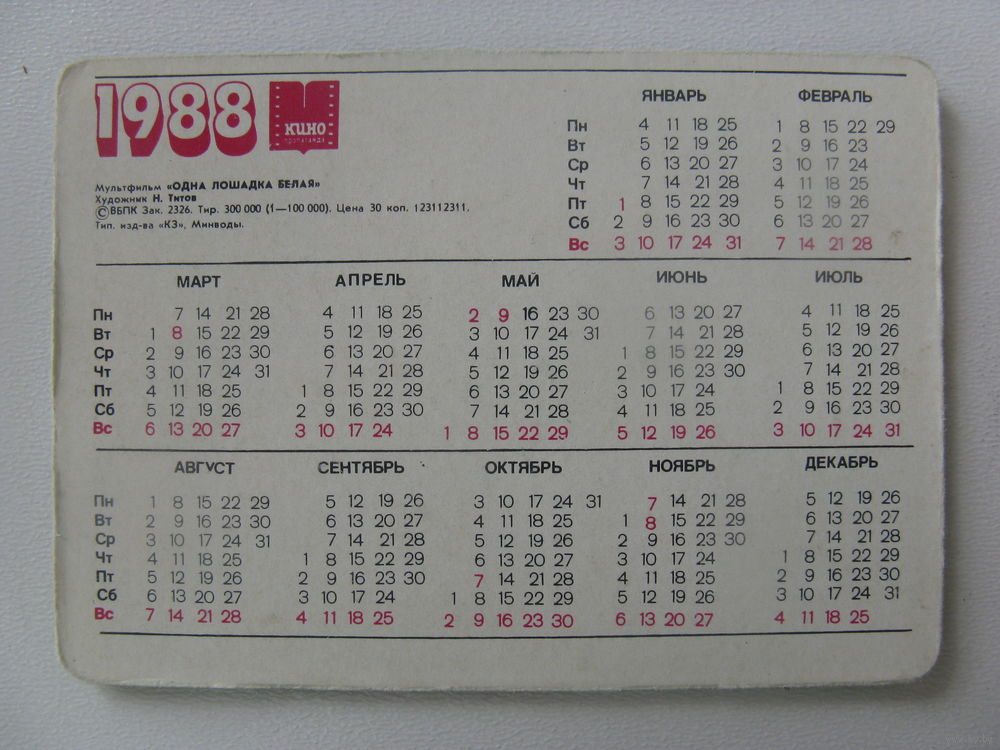 1988
КИНО
ПРОПАГАНДА
Мультфильм «ОДНА ЛОШАДКА БЕЛАЯ»
Художник Н. Титов
©ВБПК Зак. 2326. Тир. 300 000 (1—100 000). Цена 30 коп. 123112311.
Тип. изд-ва «КЗ», Минводы.
ЯНВАРЬ ФЕВРАЛЬ
Пн 4 11 18 25 1 8 15 22 29
Вт 5 12 19 26 2 9 16 23
Ср 6 13 20 27 3 10 17 24
Чт 7 14 21 28 4 11 18 25
Пт 1 8 15 22 29 5 12 19 26
Сб 2 9 16 23 30 6 13 20 27
Вс 3 10 17 24 31 7 14 21 28
МАРТ АПРЕЛЬ МАЙ ИЮНЬ ИЮЛЬ
Пн 7 14 21 28 4 11 18 25 2 9 16 23 30 6 13 20 27 4 11 18 25
Вт 1 8 15 22 29 5 12 19 26 3 10 17 24 31 7 14 21 28 5 12 19 26
Ср 2 9 16 23 30 6 13 20 27 4 11 18 25 1 8 15 22 29 6 13 20 27
Чт 3 10 17 24 31 7 14 21 28 5 12 19 26 2 9 16 23 30 7 14 21 28
Пт 4 11 18 25 1 8 15 22 29 6 13 20 27 3 10 17 24 1 8 15 22 29
Сб 5 12 19 26 2 9 16 23 30 7 14 21 28 4 11 18 25 2 9 16 23 30
Вс 6 13 20 27 3 10 17 24 1 8 15 22 29 5 12 19 26 3 10 17 24 31
АВГУСТ СЕНТЯБРЬ ОКТЯБРЬ НОЯБРЬ ДЕКАБРЬ
Пн 1 8 15 22 29 5 12 19 26 3 10 17 24 31 7 14 21 28 5 12 19 26
Вт 2 9 16 23 30 6 13 20 27 4 11 18 25 1 8 15 22 29 6 13 20 27
Ср 3 10 17 24 31 7 14 21 28 5 12 19 26 2 9 16 23 30 7 14 21 28
Чт 4 11 18 25 1 8 15 22 29 6 13 20 27 3 10 17 24 1 8 15 22 29
Пт 5 12 19 26 2 9 16 23 30 7 14 21 28 4 11 18 25 2 9 16 23 30
Сб 6 13 20 27 3 10 17 24 1 8 15 22 29 5 12 19 26 3 10 17 24 31
Вс 7 14 21 28 4 11 18 25 2 9 16 23 30 6 13 20 27 4 11 18 25